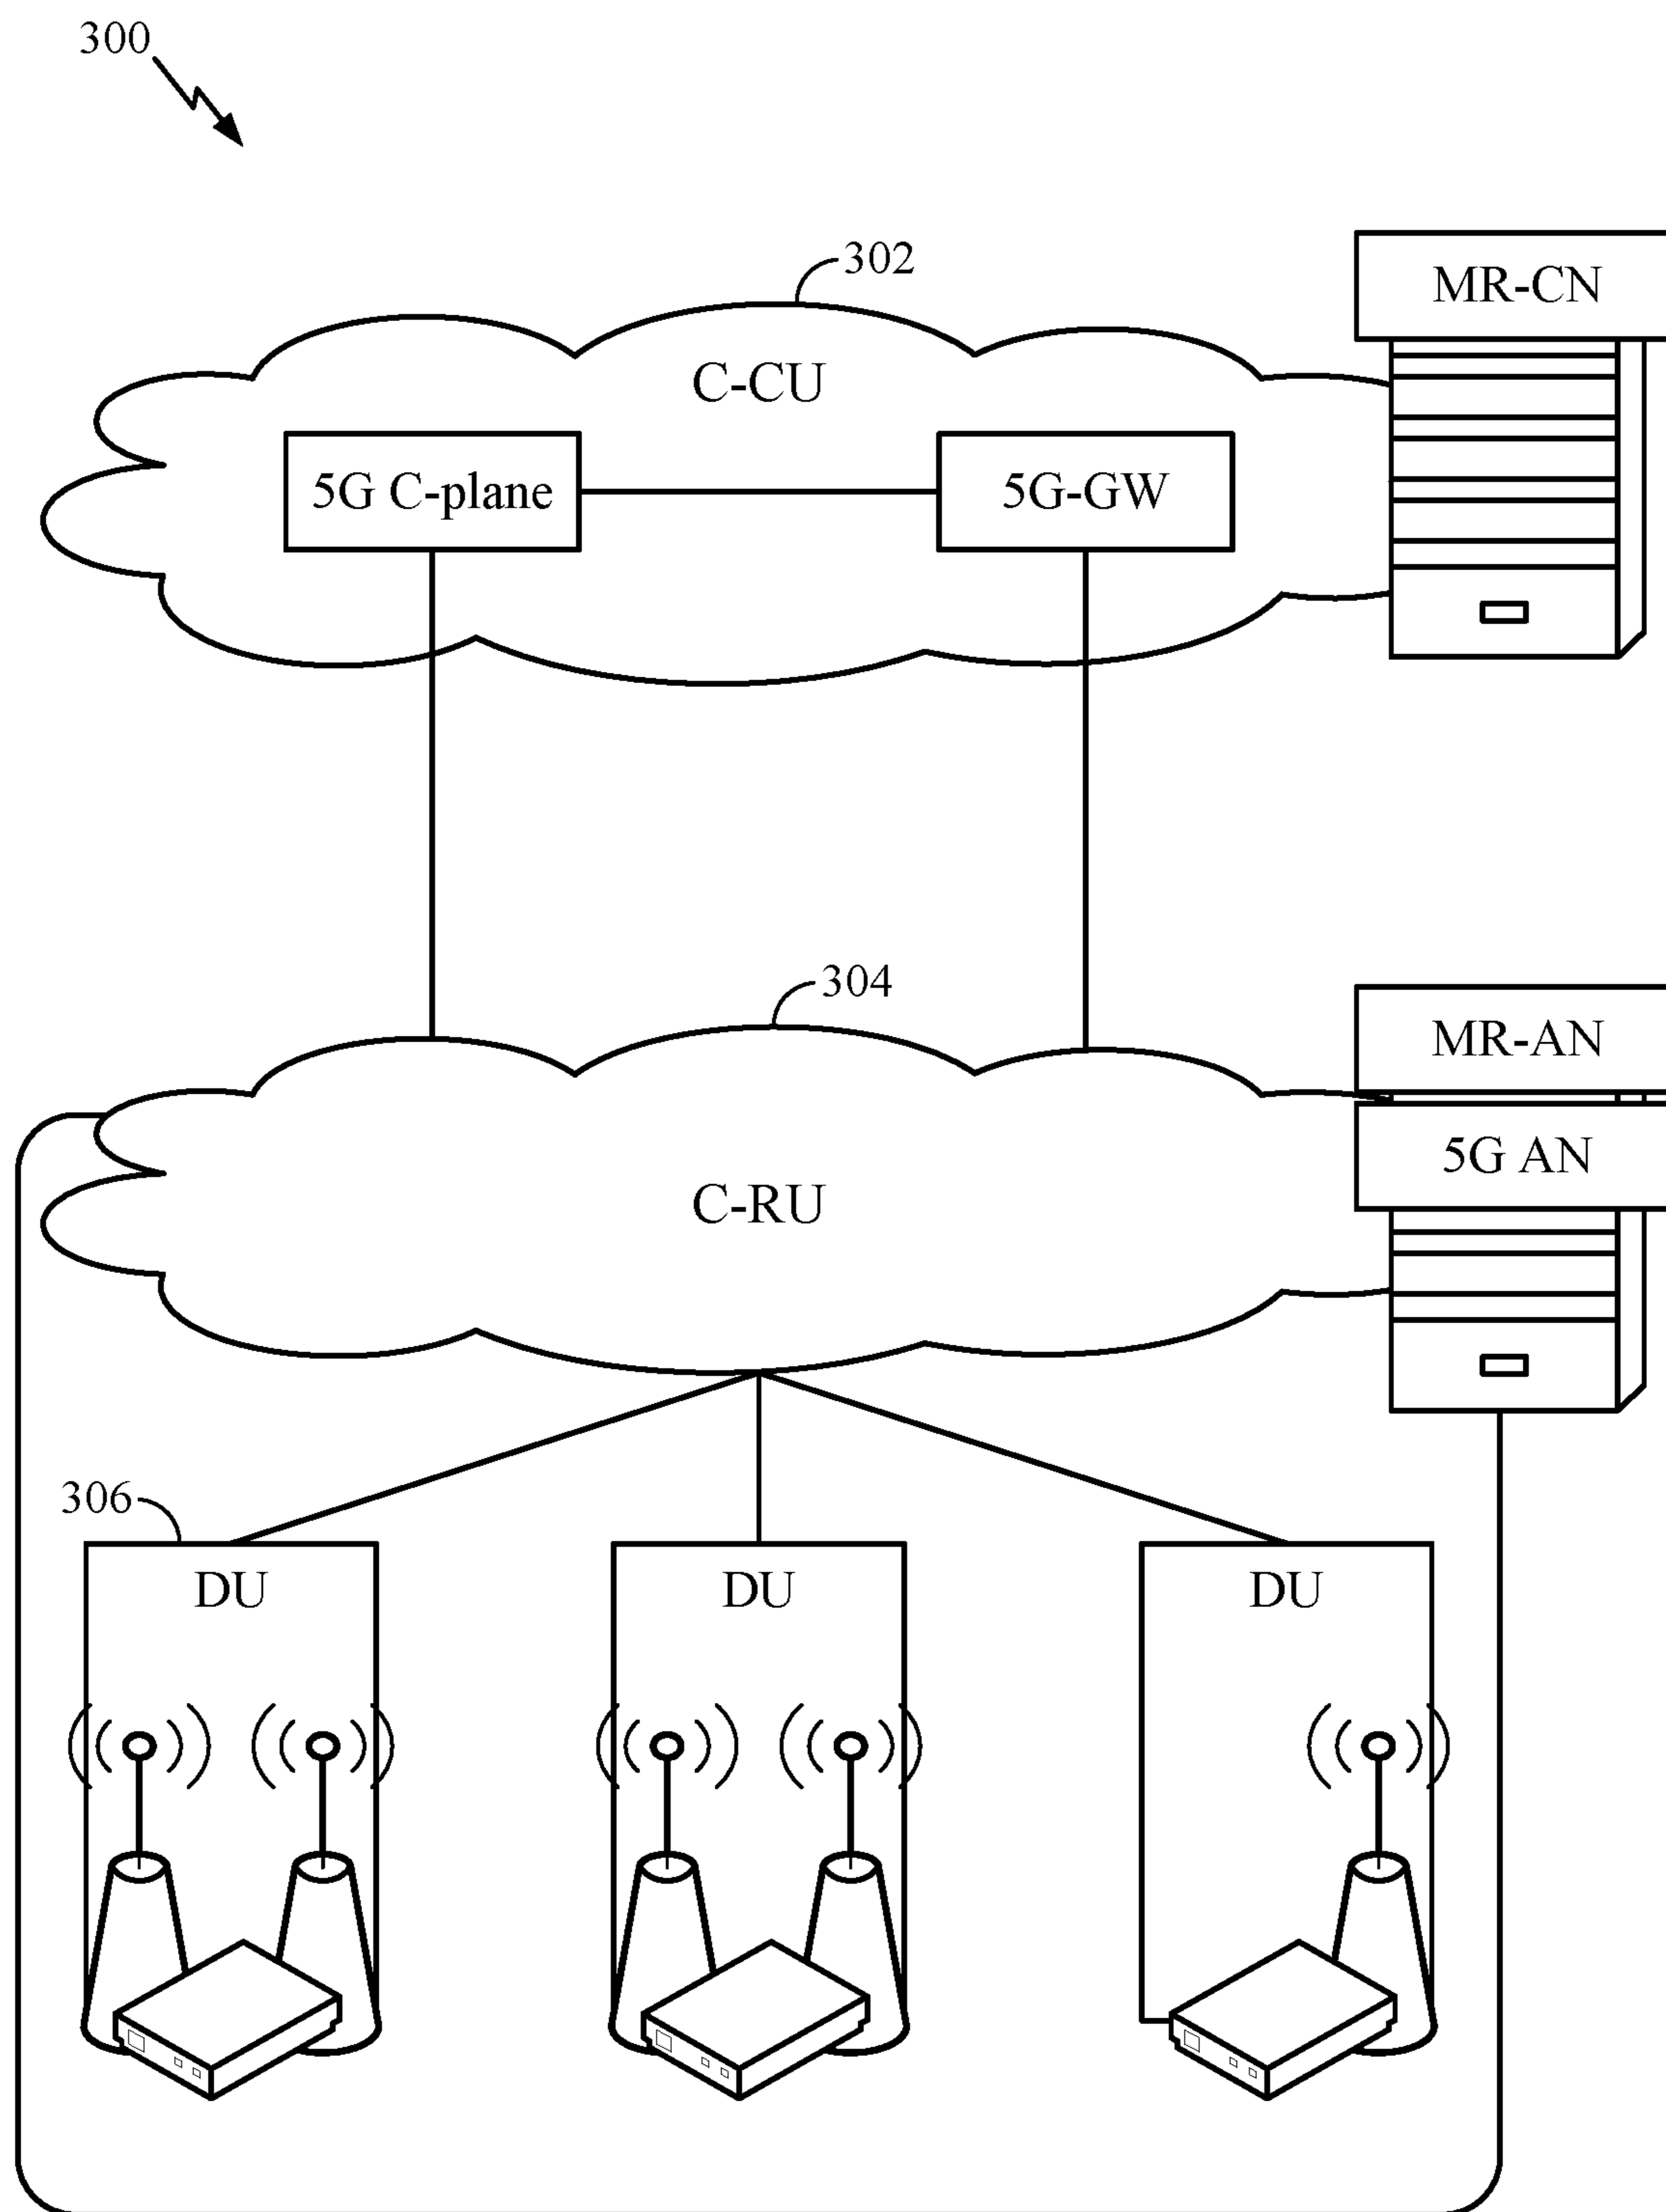 300
302
MR-CN
C-CU
5G C-plane
5G-GW
304
MR-AN
5G AN
C-RU
306
DU
DU
DU